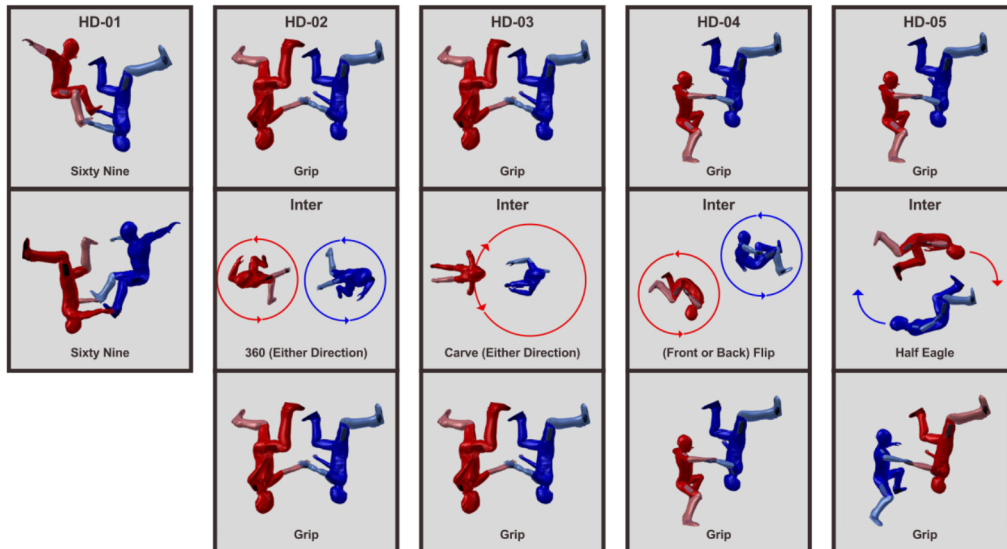 HD-01
Sixty Nine
Sixty Nine
HD-02
Grip
Inter
360 (Either Direction)
Grip
HD-03
Grip
Inter
Carve (Either Direction)
Grip
HD-04
Grip
Inter
(Front or Back) Flip
Grip
HD-05
Grip
Inter
Half Eagle
Grip